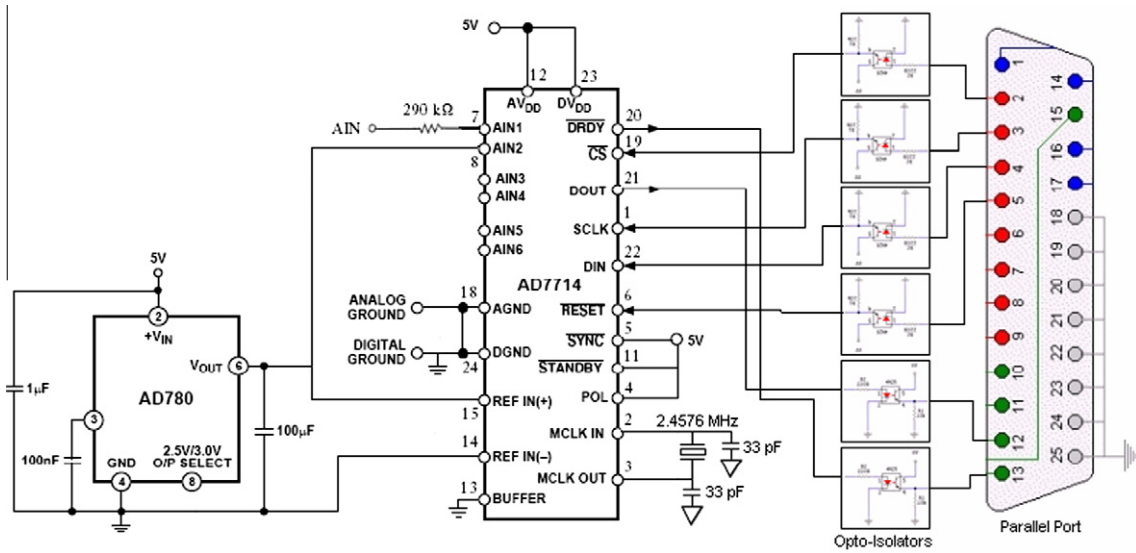 5V
12
23
AVDD
DVDD
290 kΩ
AIN
7
AIN1
AIN2
8
AIN3
AIN4
AIN5
AIN6
20
DRDY
19
CS
21
DOUT
1
SCLK
22
DIN
AD7714
18
ANALOG
GROUND
AGND
DIGITAL
GROUND
DGND
24
6
RESET
5
SYNC
5V
11
STANDBY
4
POL
REF IN(+)
15
14
REF IN(–)
13
BUFFER
2
MCLK IN
2.4576 MHz
33 pF
3
MCLK OUT
33 pF
5V
2
+VIN
VOUT
6
AD780
1μF
3
100nF
100μF
GND
4
2.5V/3.0V
O/P SELECT
8
Opto-Isolators
1
2
3
4
5
6
7
8
9
10
11
12
13
14
15
16
17
18
19
20
21
22
23
24
25
Parallel Port